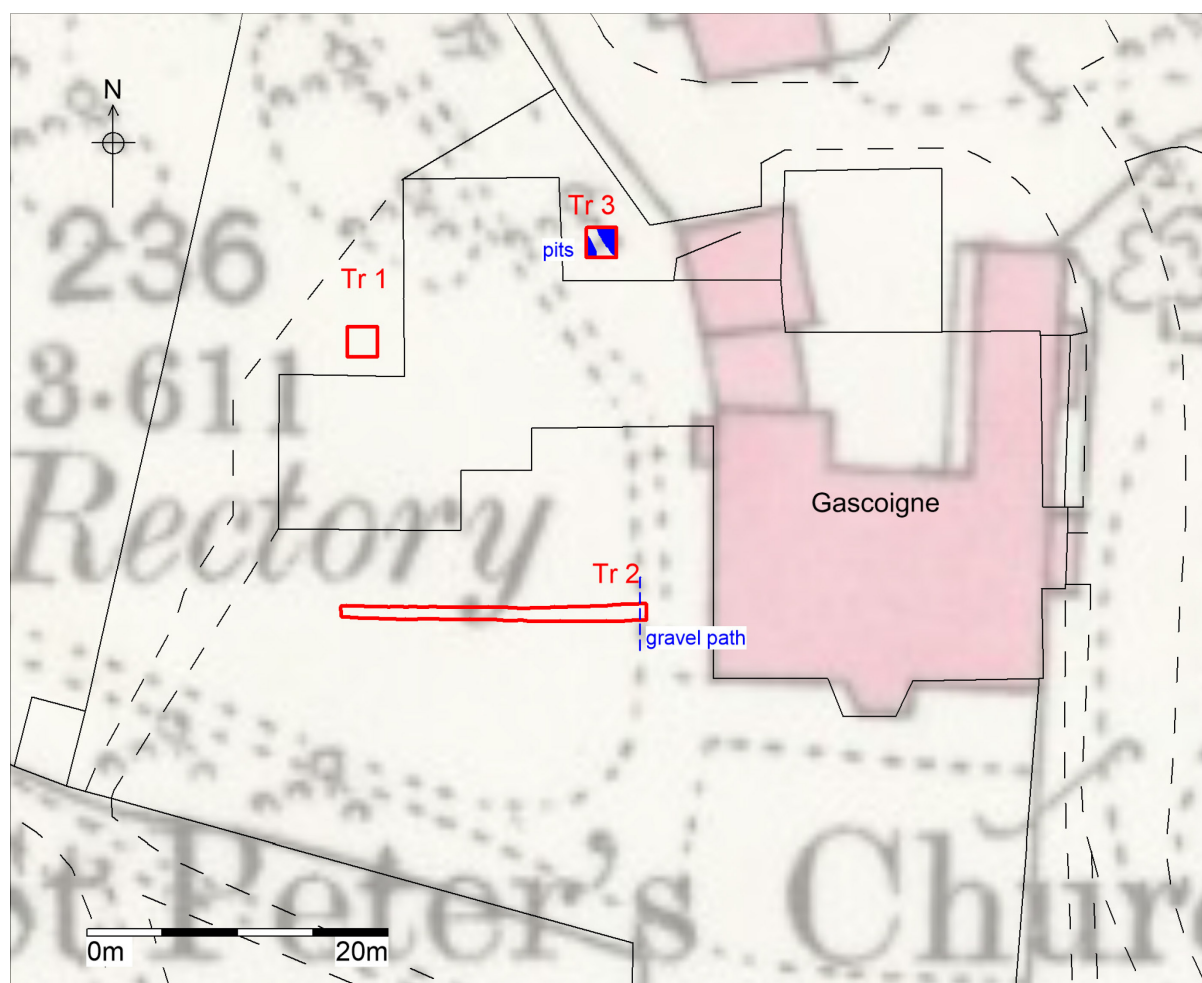 N
236
3·611
Rectory
Tr 1
Tr 3
pits
Gascoigne
Tr 2
gravel path
St Peter's Chur
0m 20m